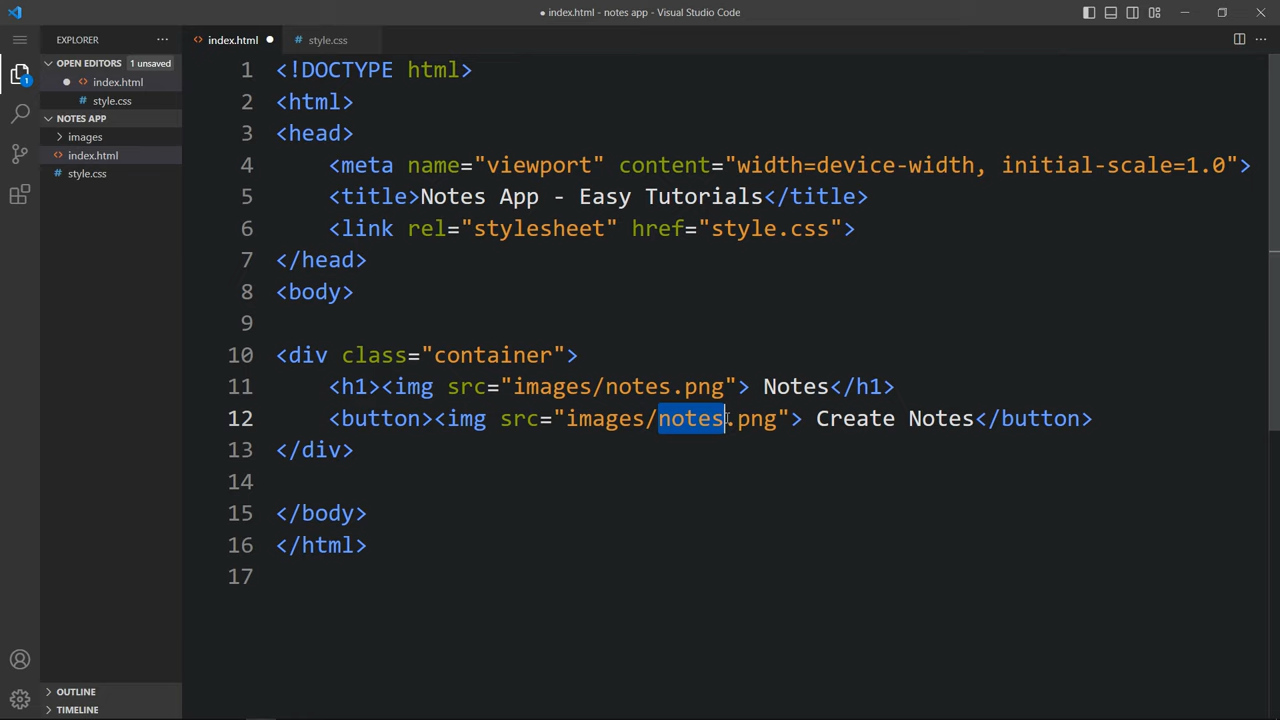 ● index.html - notes app - Visual Studio Code
EXPLORER
index.html
style.css
OPEN EDITORS 1 unsaved
index.html
style.css
NOTES APP
images
index.html
style.css
OUTLINE
TIMELINE
1
1 <!DOCTYPE html>
2 <html>
3 <head>
4 <meta name="viewport" content="width=device-width, initial-scale=1.0">
5 <title>Notes App - Easy Tutorials</title>
6 <link rel="stylesheet" href="style.css">
7 </head>
8 <body>
9
10 <div class="container">
11 <h1><img src="images/notes.png"> Notes</h1>
12 <button><img src="images/notes.png"> Create Notes</button>
13 </div>
14
15 </body>
16 </html>
17